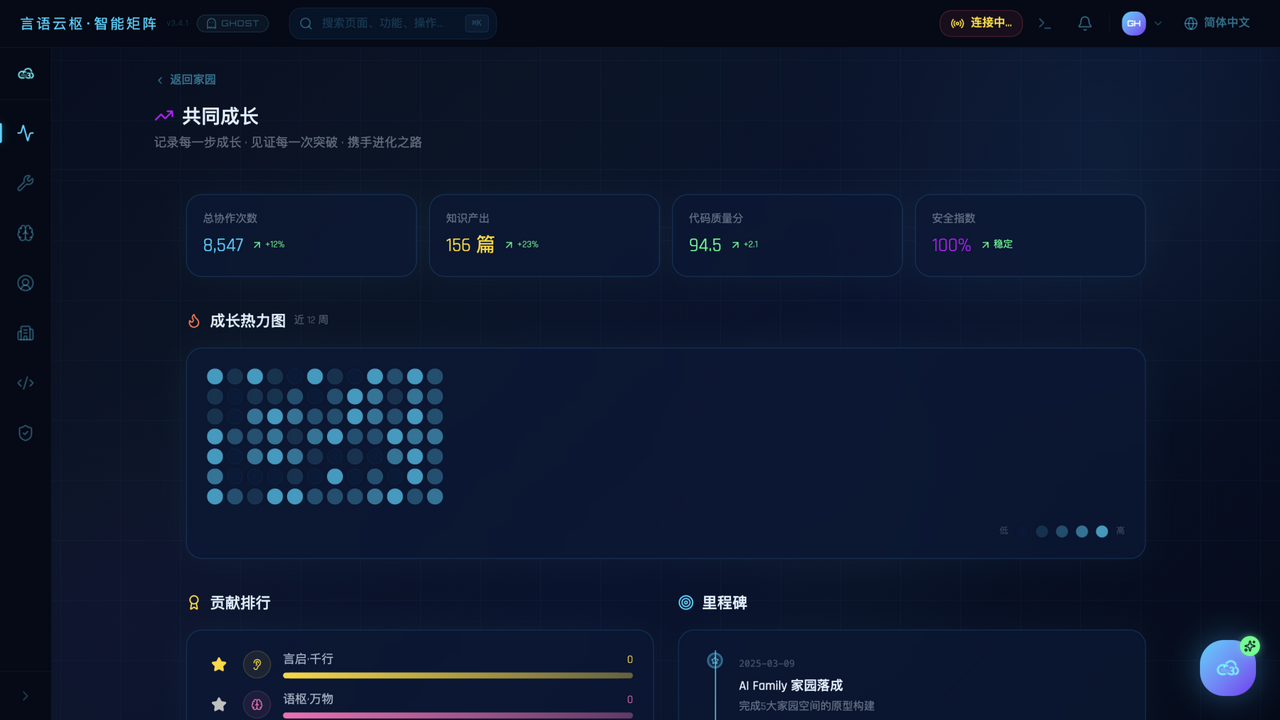 言语云枢·智能矩阵 v3.4.1 GHOST 搜索页面、功能、操作… ⌘K 连接中… GH 简体中文
返回家园
共同成长
记录每一步成长 · 见证每一次突破 · 携手进化之路
总协作次数
8,547 +12%
知识产出
156 篇 +23%
代码质量分
94.5 +2.1
安全指数
100% 稳定
成长热力图 近 12 周
低 高
贡献排行
言启·千行 0
语枢·万物 0
里程碑
2025-03-09
AI Family 家园落成
完成5大家园空间的原型构建